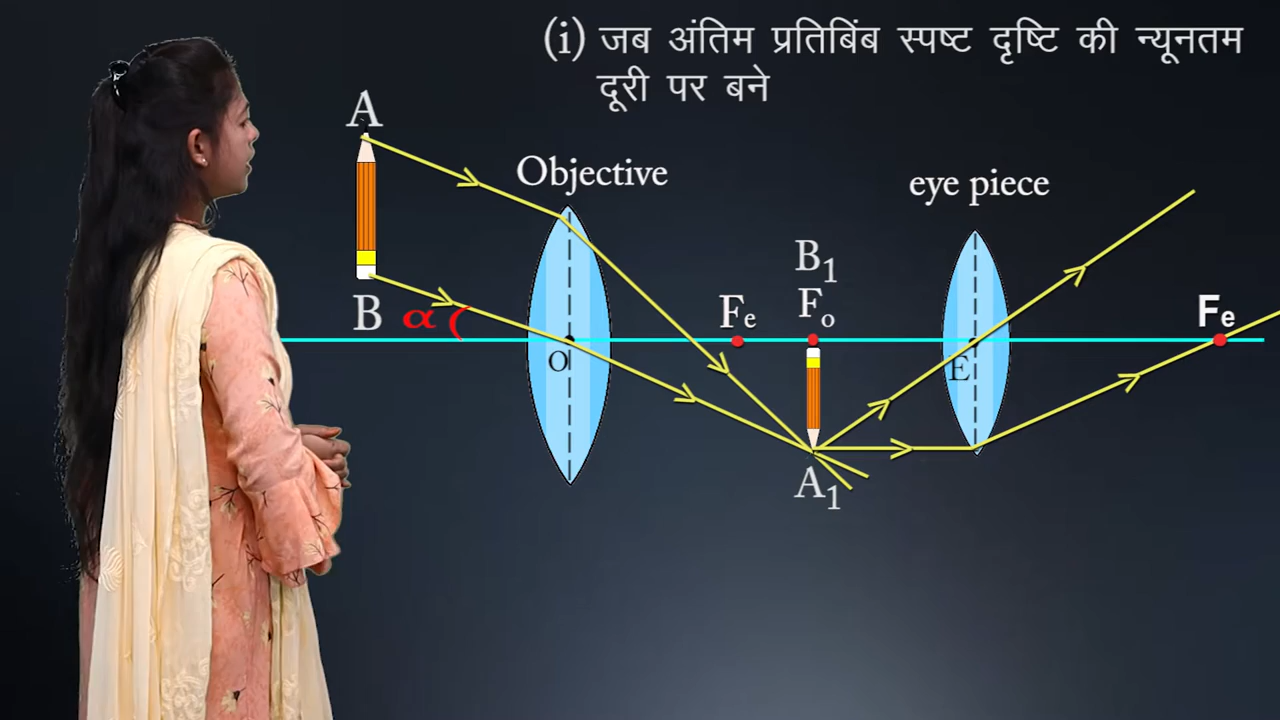 (i) जब अंतिम प्रतिबिंब स्पष्ट दृष्टि की न्यूनतम
दूरी पर बने
A
Objective
eye piece
B
α
O
Fe
B1
Fo
A1
E
Fe